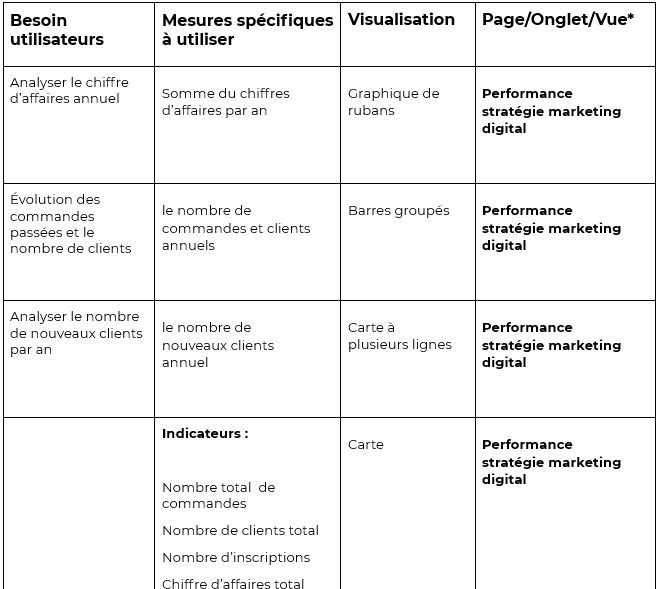 Besoin utilisateurs
Mesures spécifiques à utiliser
Visualisation
Page/Onglet/Vue*
Analyser le chiffre
d’affaires annuel
Somme du chiffres
d’affaires par an
Graphique de
rubans
Performance
stratégie marketing
digital
Évolution des
commandes
passées et le
nombre de clients
le nombre de
commandes et clients
annuels
Barres groupés
Performance
stratégie marketing
digital
Analyser le nombre
de nouveaux clients
par an
le nombre de
nouveaux clients
annuel
Carte à
plusieurs lignes
Performance
stratégie marketing
digital
Indicateurs :
Nombre total de
commandes
Nombre de clients total
Nombre d’inscriptions
Chiffre d’affaires total
Carte
Performance
stratégie marketing
digital